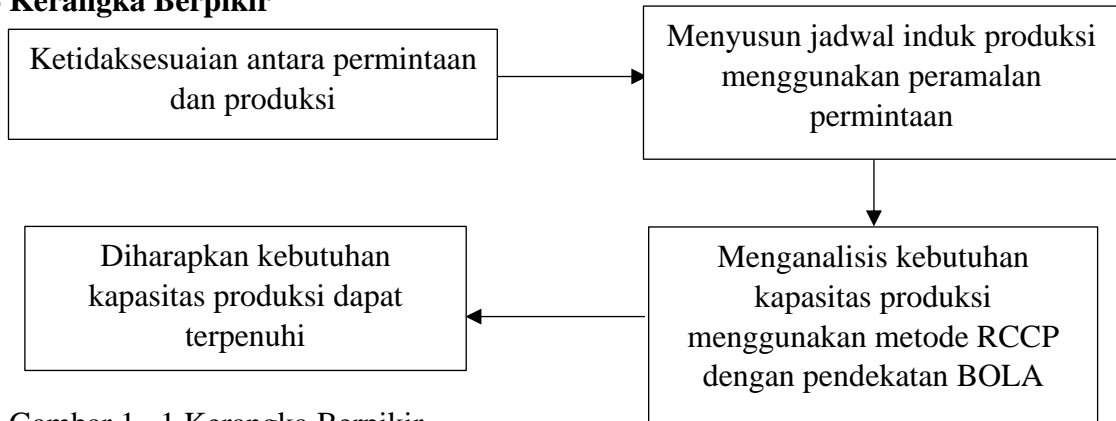 Kerangka Berpikir
Ketidaksesuaian antara permintaan
dan produksi
Menyusun jadwal induk produksi
menggunakan peramalan
permintaan
Menganalisis kebutuhan
kapasitas produksi
menggunakan metode RCCP
dengan pendekatan BOLA
Diharapkan kebutuhan
kapasitas produksi dapat
terpenuhi
Gambar 1 . 1 Kerangka Berpikir